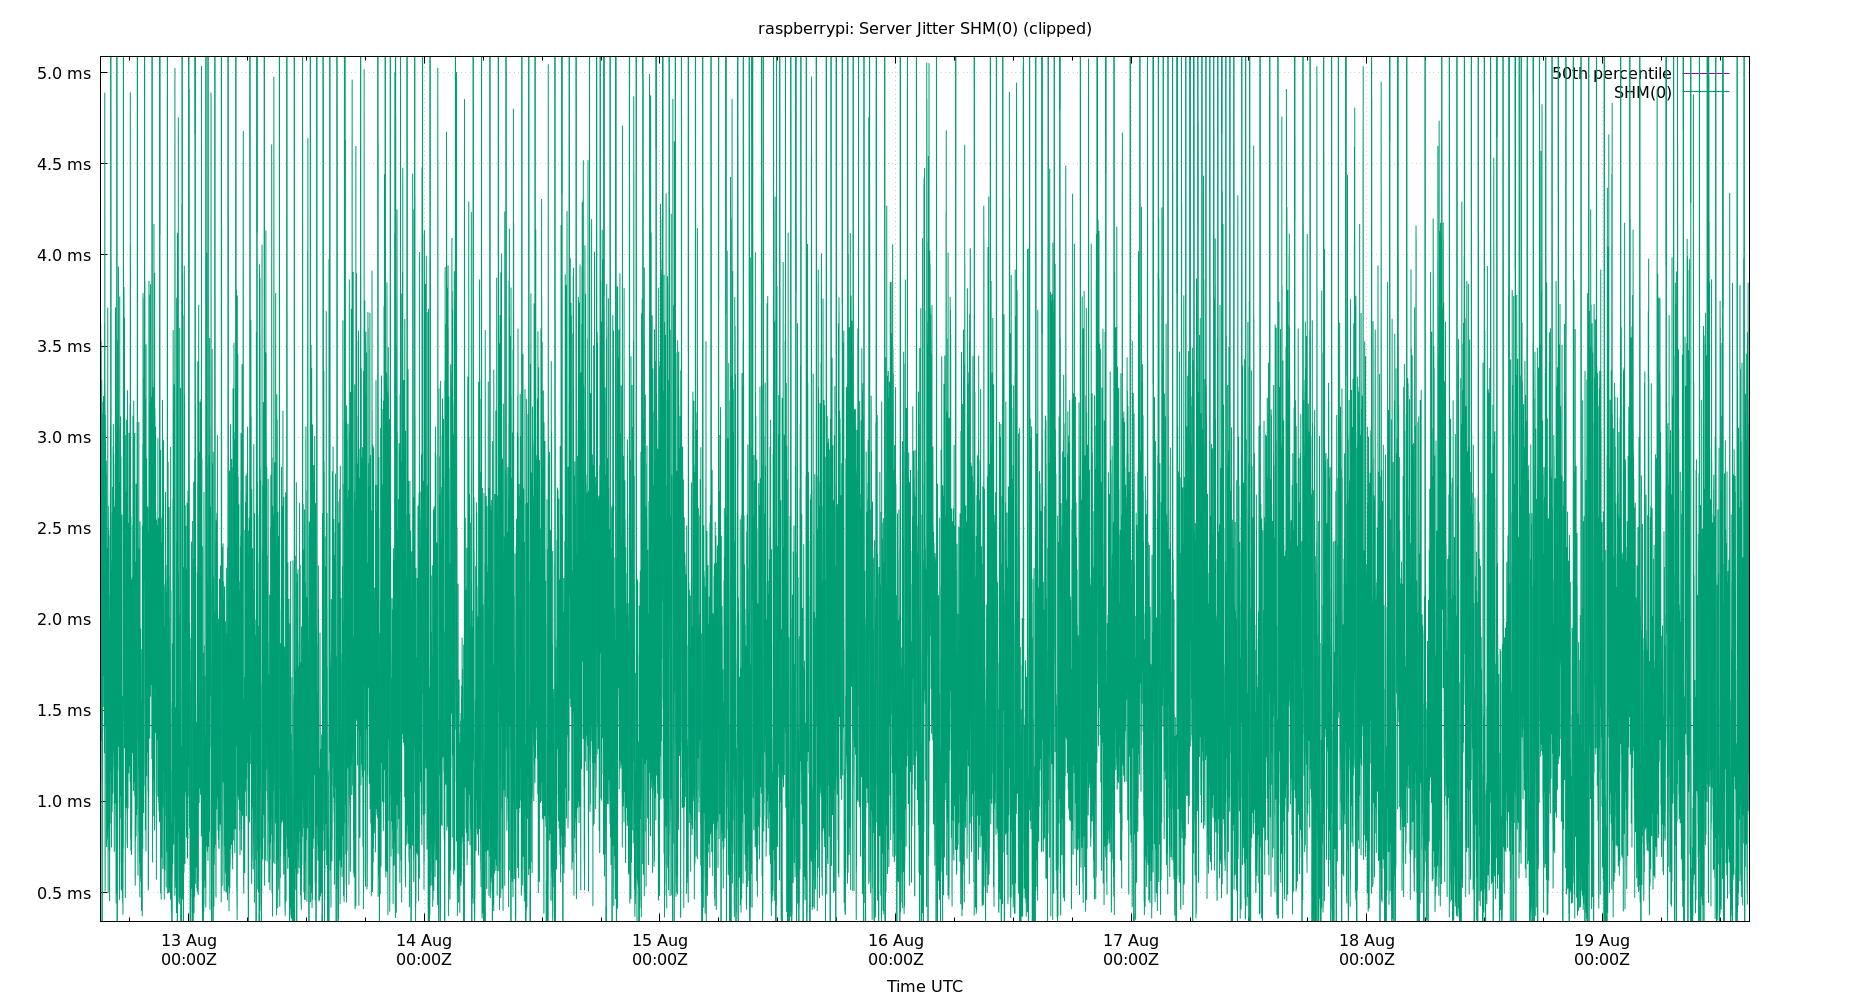 raspberrypi: Server Jitter SHM(0) (clipped)
5.0 ms
50th percentile
SHM(0)
4.5 ms
4.0 ms
3.5 ms
3.0 ms
2.5 ms
2.0 ms
1.5 ms
1.0 ms
0.5 ms
13 Aug 14 Aug 15 Aug 16 Aug 17 Aug 18 Aug 19 Aug
00:00Z 00:00Z 00:00Z 00:00Z 00:00Z 00:00Z 00:00Z
Time UTC